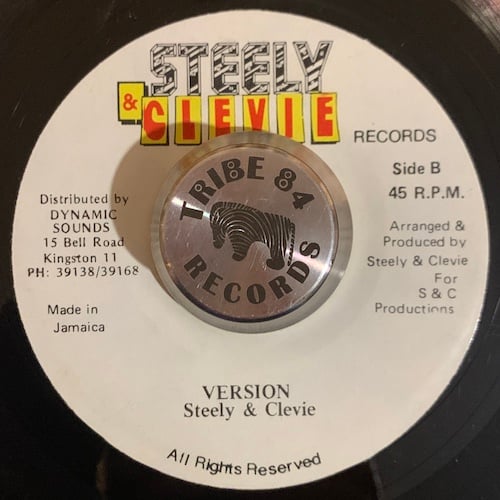 STEELY
& CLEVIE
RECORDS
Side B
45 R.P.M.
Distributed by
DYNAMIC
SOUNDS
15 Bell Road
Kingston 11
PH: 39138/39168
Made in
Jamaica
TRIBE 84
RECORDS
Arranged &
Produced by
Steely & Clevie
For
S & C
Productions
VERSION
Steely & Clevie
All Rights Reserved